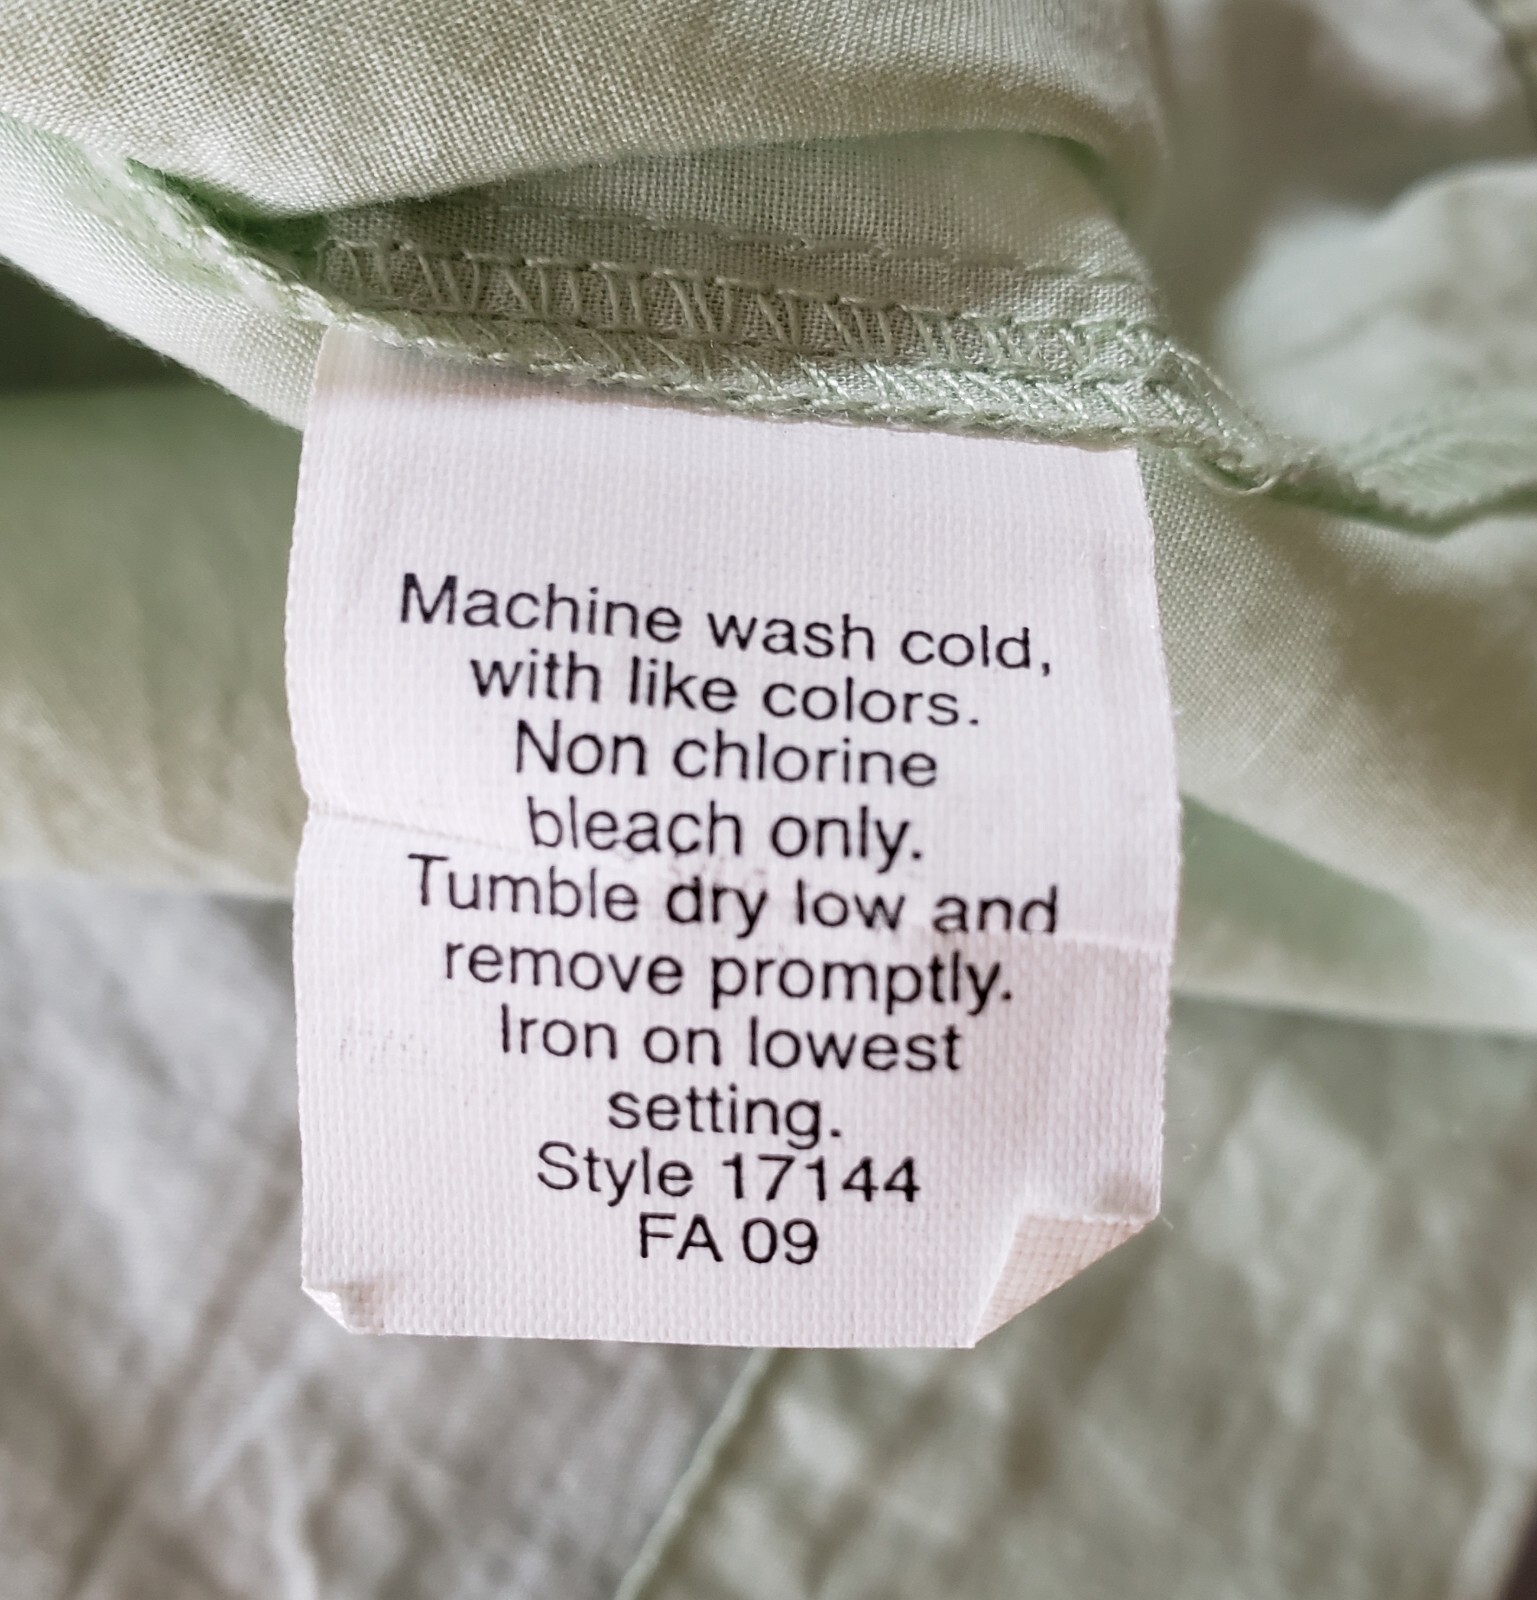 Machine wash cold,
with like colors.
Non chlorine
bleach only.
Tumble dry low and
remove promptly.
Iron on lowest
setting.
Style 17144
FA 09